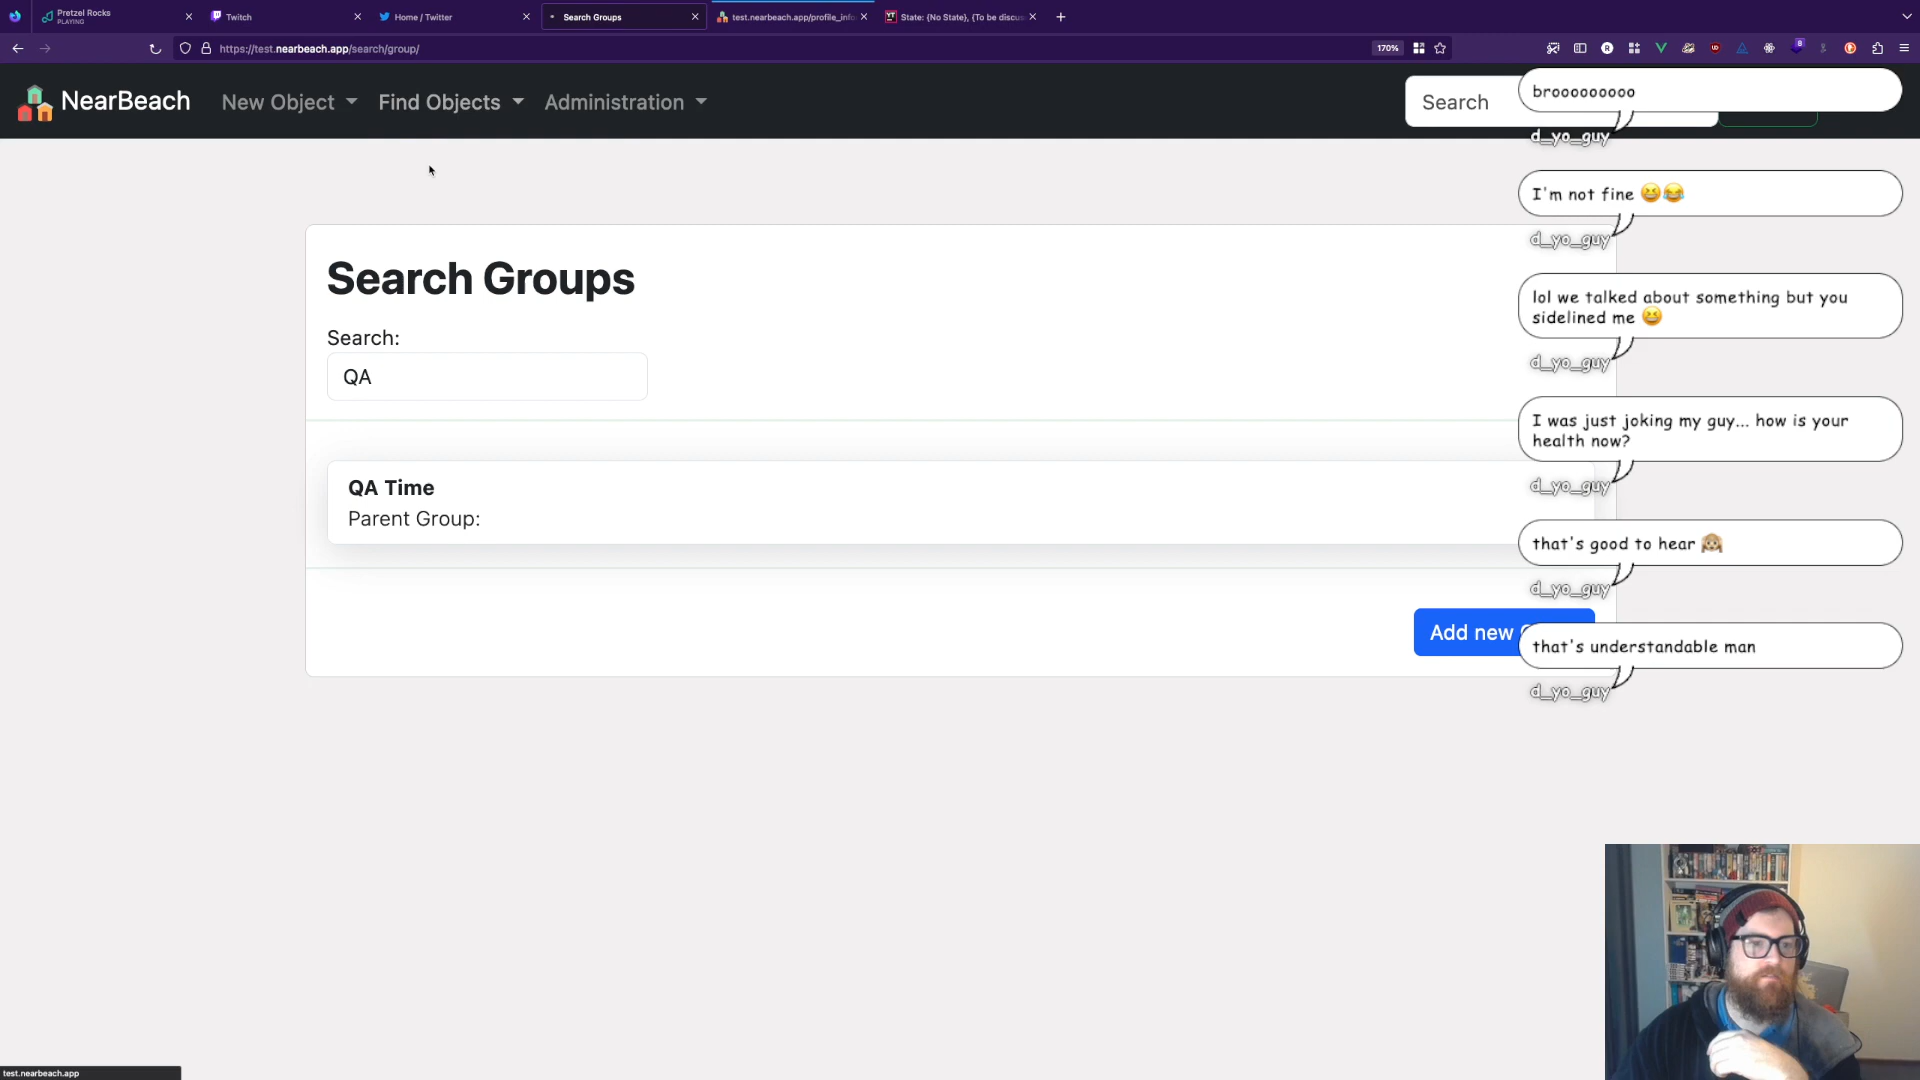 Pretzel Rocks
PLAYING
Twitch
Home / Twitter
Search Groups
test.nearbeach.app/profile_info
State: {No State}, {To be discus
https://test.nearbeach.app/search/group/
170%
NearBeach
New Object
Find Objects
Administration
Search
brooooooooo
d_yo_guy
I'm not fine 😆😂
d_yo_guy
lol we talked about something but you
sidelined me 😆
d_yo_guy
I was just joking my guy... how is your
health now?
d_yo_guy
that's good to hear 🙉
d_yo_guy
that's understandable man
d_yo_guy
Search Groups
Search:
QA
QA Time
Parent Group:
Add new
test.nearbeach.app